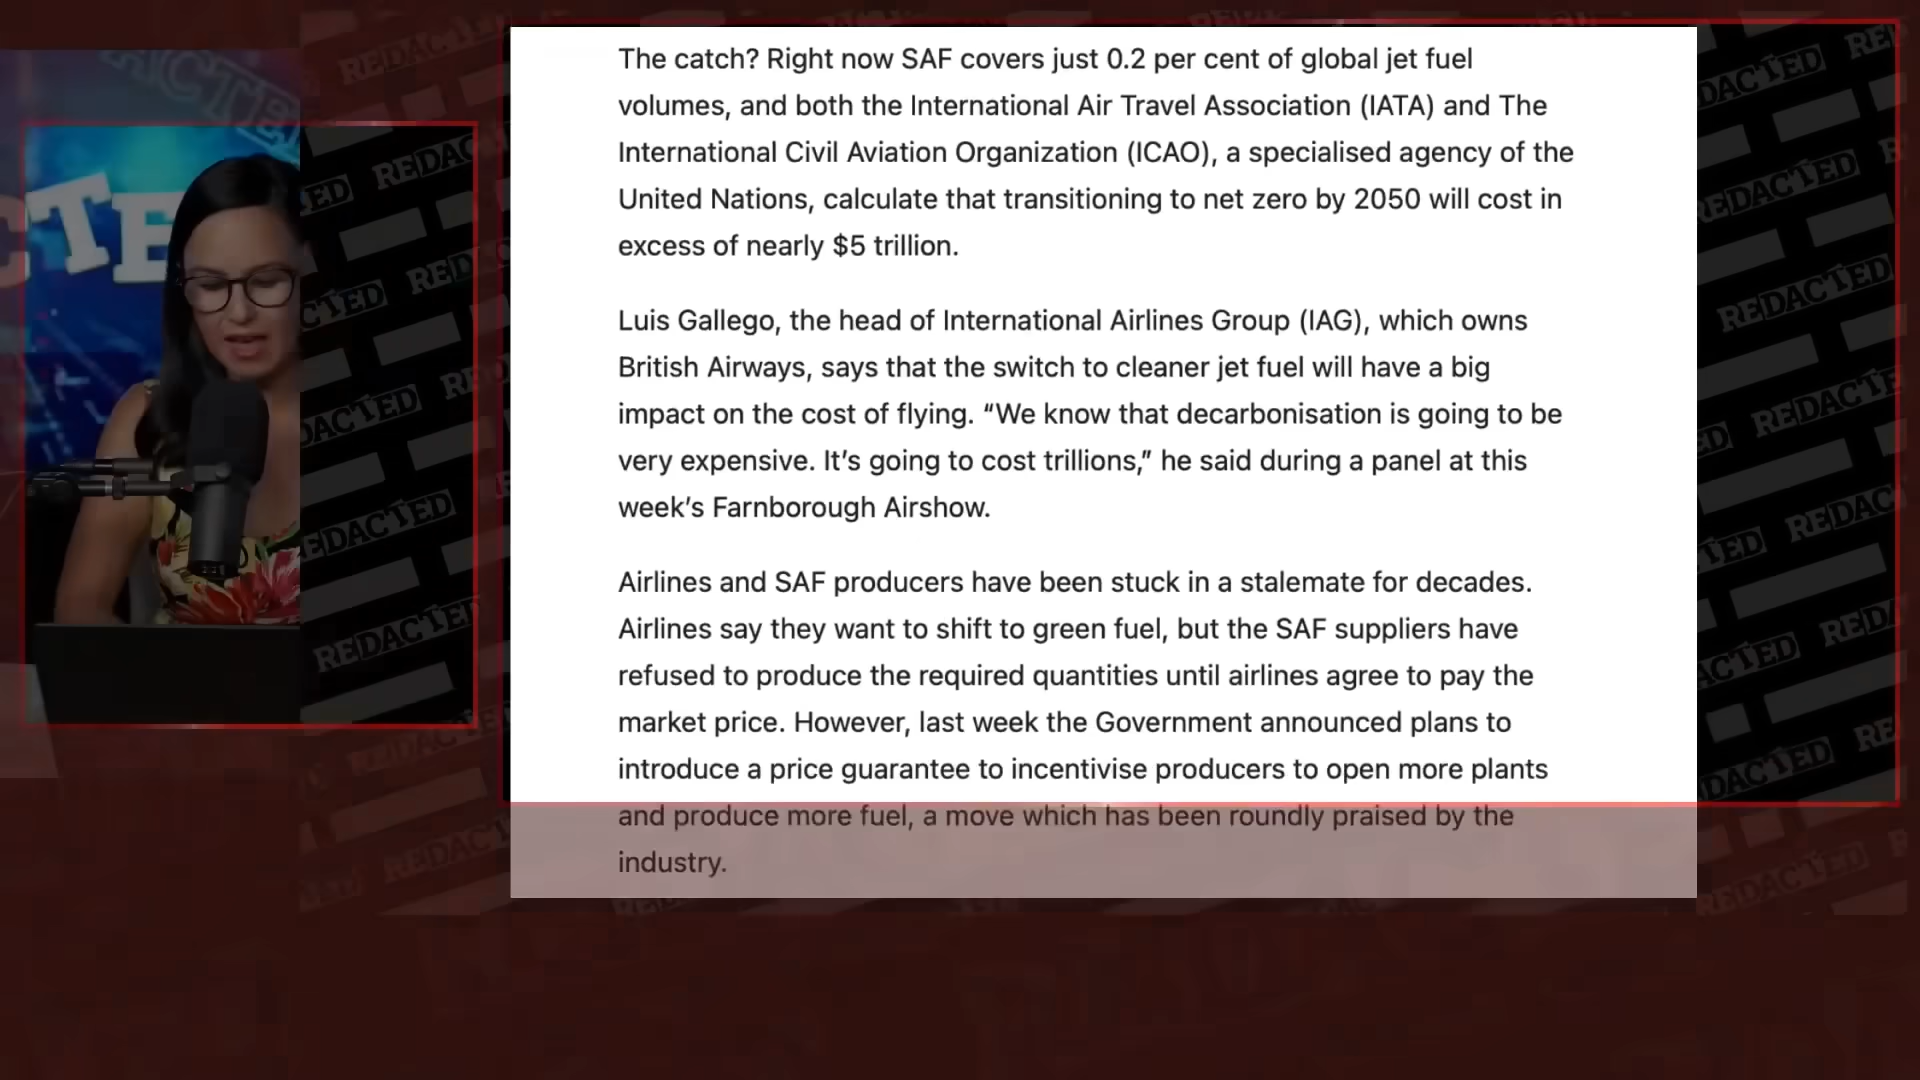 The catch? Right now SAF covers just 0.2 per cent of global jet fuel
volumes, and both the International Air Travel Association (IATA) and The
International Civil Aviation Organization (ICAO), a specialised agency of the
United Nations, calculate that transitioning to net zero by 2050 will cost in
excess of nearly $5 trillion.
Luis Gallego, the head of International Airlines Group (IAG), which owns
British Airways, says that the switch to cleaner jet fuel will have a big
impact on the cost of flying. “We know that decarbonisation is going to be
very expensive. It’s going to cost trillions,” he said during a panel at this
week’s Farnborough Airshow.
Airlines and SAF producers have been stuck in a stalemate for decades.
Airlines say they want to shift to green fuel, but the SAF suppliers have
refused to produce the required quantities until airlines agree to pay the
market price. However, last week the Government announced plans to
introduce a price guarantee to incentivise producers to open more plants
and produce more fuel, a move which has been roundly praised by the
industry.
CTE
REDACTED
REDACTED
REDACTED
REDACTED